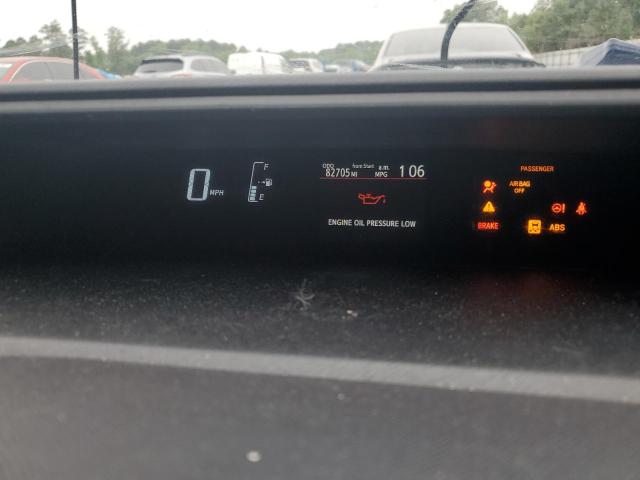 0 MPH
F
E
ODO from Start a.m.
82705 MI MPG 1 06
ENGINE OIL PRESSURE LOW
PASSENGER
AIR BAG
OFF
BRAKE
ABS